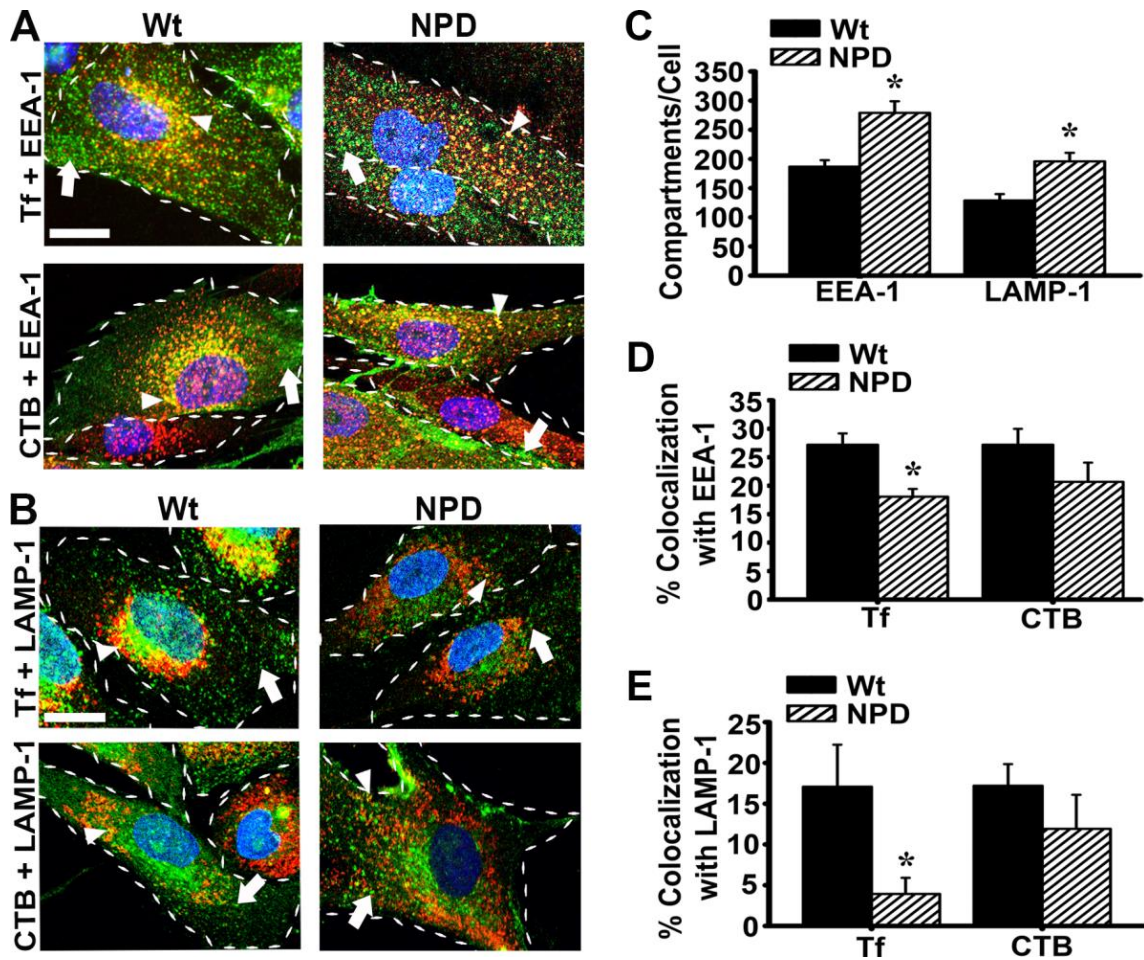 A
Wt
NPD
Tf + EEA-1
CTB + EEA-1
B
Wt
NPD
Tf + LAMP-1
CTB + LAMP-1
C
Wt
NPD
Compartments/Cell
350
300
250
200
150
100
50
0
*
*
EEA-1 LAMP-1
D
Wt
NPD
% Colocalization
with EEA-1
35
30
25
20
15
10
5
0
*
Tf CTB
E
Wt
NPD
% Colocalization
with LAMP-1
25
20
15
10
5
0
*
Tf CTB